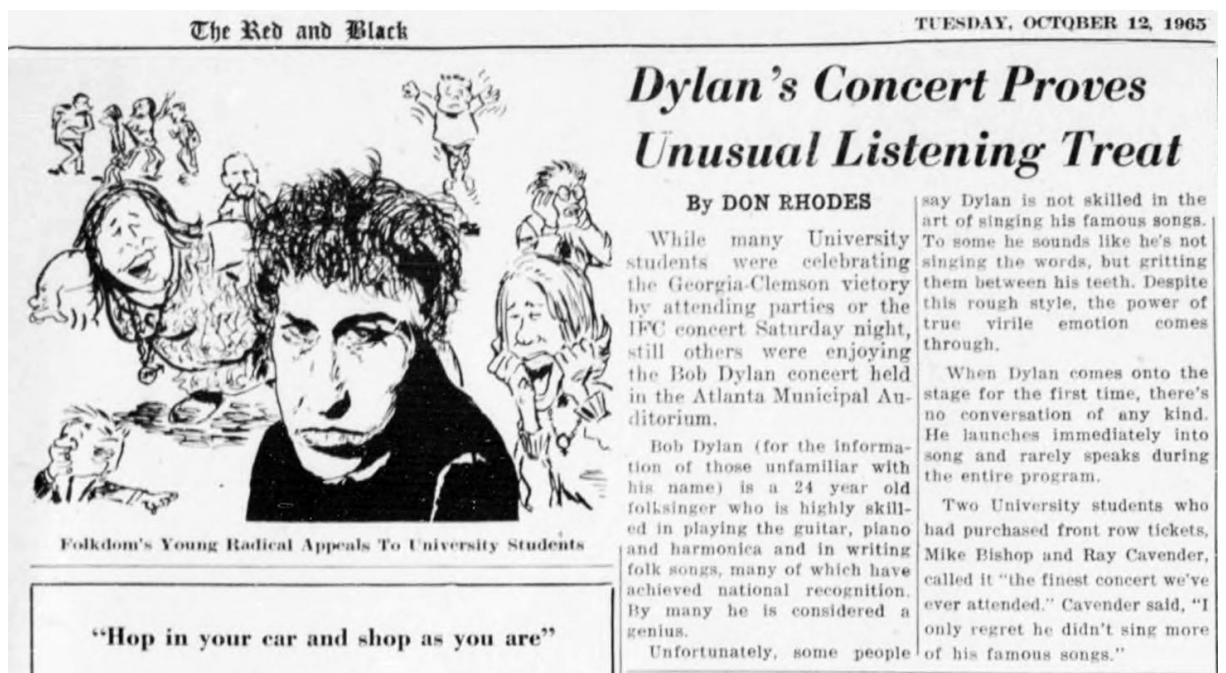 The Red and Black
TUESDAY, OCTOBER 12, 1965
Folkdom's Young Radical Appeals To University Students
"Hop in your car and shop as you are"
Dylan's Concert Proves
Unusual Listening Treat
By DON RHODES
While many University
students were celebrating
the Georgia-Clemson victory
by attending parties or the
IFC concert Saturday night,
still others were enjoying
the Bob Dylan concert held
in the Atlanta Municipal Au-
ditorium.
Bob Dylan (for the informa-
tion of those unfamiliar with
his name) is a 24 year old
folksinger who is highly skill-
ed in playing the guitar, piano
and harmonica and in writing
folk songs, many of which have
achieved national recognition.
By many he is considered a
genius.
Unfortunately, some people
say Dylan is not skilled in the
art of singing his famous songs.
To some he sounds like he's not
singing the words, but gritting
them between his teeth. Despite
this rough style, the power of
true virile emotion comes
through.
When Dylan comes onto the
stage for the first time, there's
no conversation of any kind.
He launches immediately into
song and rarely speaks during
the entire program.
Two University students who
had purchased front row tickets,
Mike Bishop and Ray Cavender,
called it "the finest concert we've
ever attended." Cavender said, "I
only regret he didn't sing more
of his famous songs."